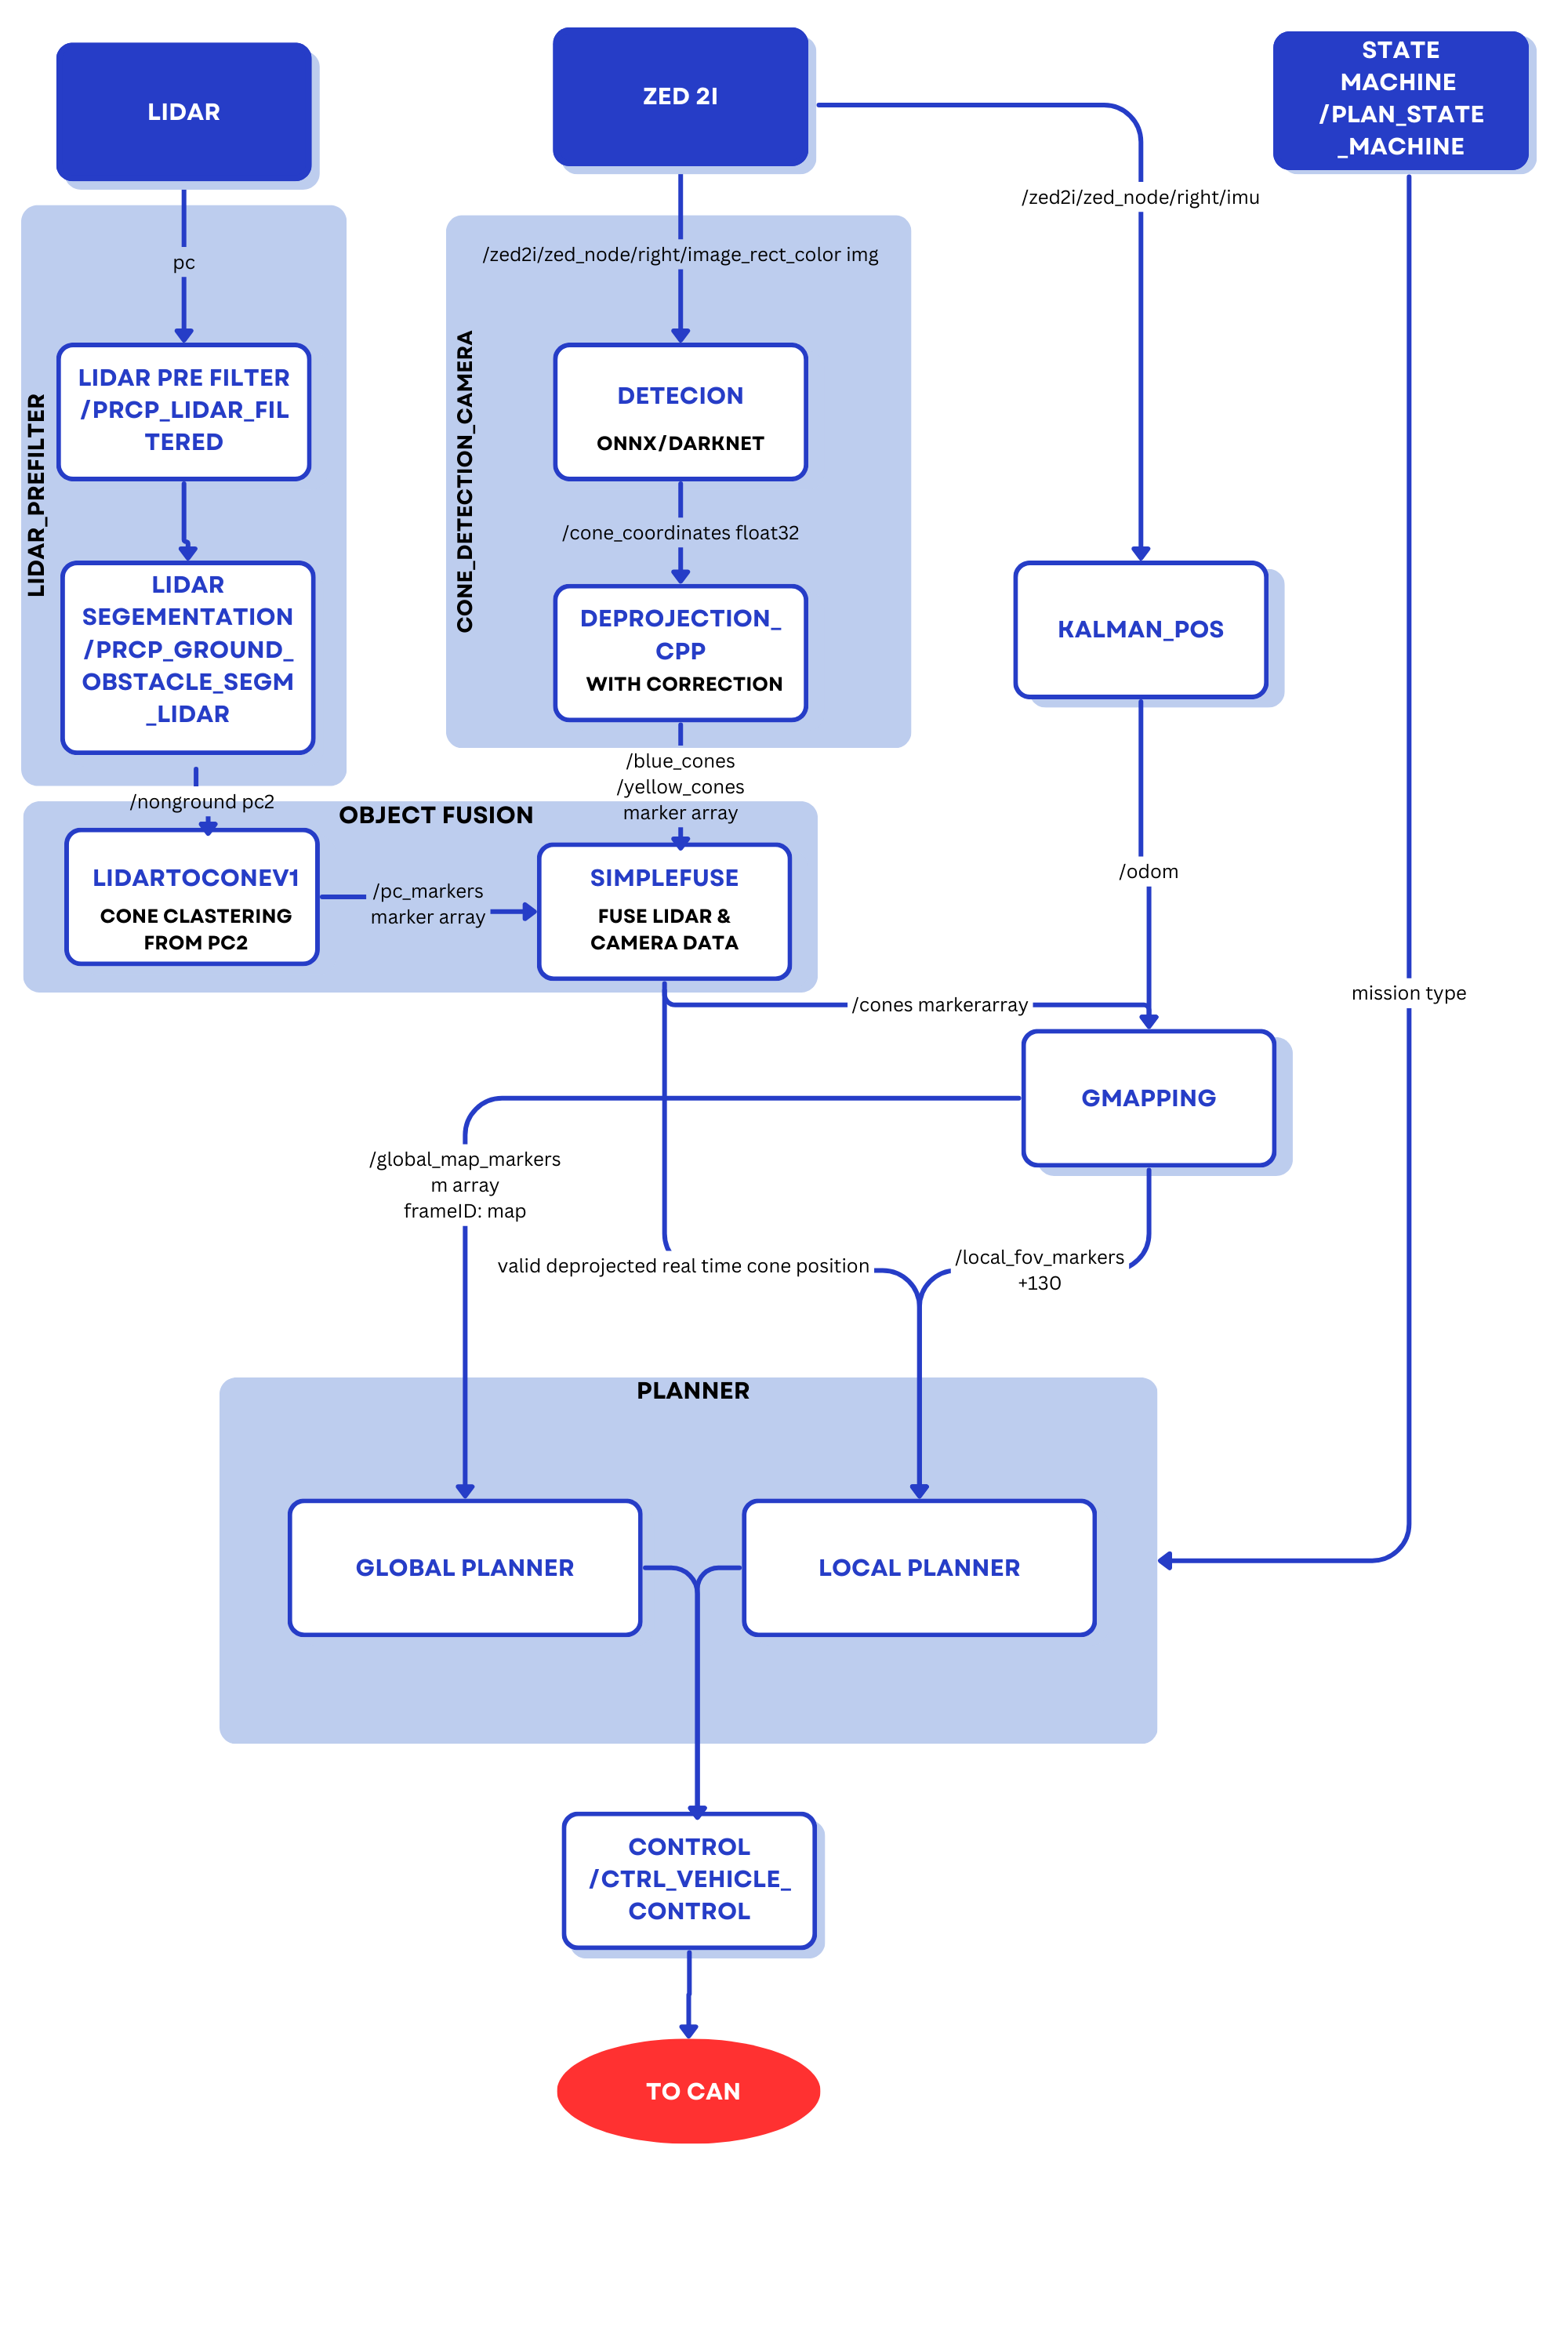 LIDAR
ZED 2I
STATE
MACHINE
/PLAN_STATE
_MACHINE
/zed2i/zed_node/right/imu
pc
/zed2i/zed_node/right/image_rect_color img
LIDAR_PREFILTER
LIDAR PRE FILTER
/PRCP_LIDAR_FIL
TERED
CONE_DETECTION_CAMERA
DETECION
ONNX/DARKNET
/cone_coordinates float32
LIDAR
SEGEMENTATION
/PRCP_GROUND_
OBSTACLE_SEGM
_LIDAR
DEPROJECTION_
CPP
WITH CORRECTION
KALMAN_POS
/blue_cones
/yellow_cones
marker array
/nonground pc2
OBJECT FUSION
LIDARTOCONEV1
CONE CLASTERING
FROM PC2
/pc_markers
marker array
SIMPLEFUSE
FUSE LIDAR &
CAMERA DATA
/odom
mission type
/cones markerarray
GMAPPING
/global_map_markers
m array
frameID: map
valid deprojected real time cone position
/local_fov_markers
+130
PLANNER
GLOBAL PLANNER
LOCAL PLANNER
CONTROL
/CTRL_VEHICLE_
CONTROL
TO CAN